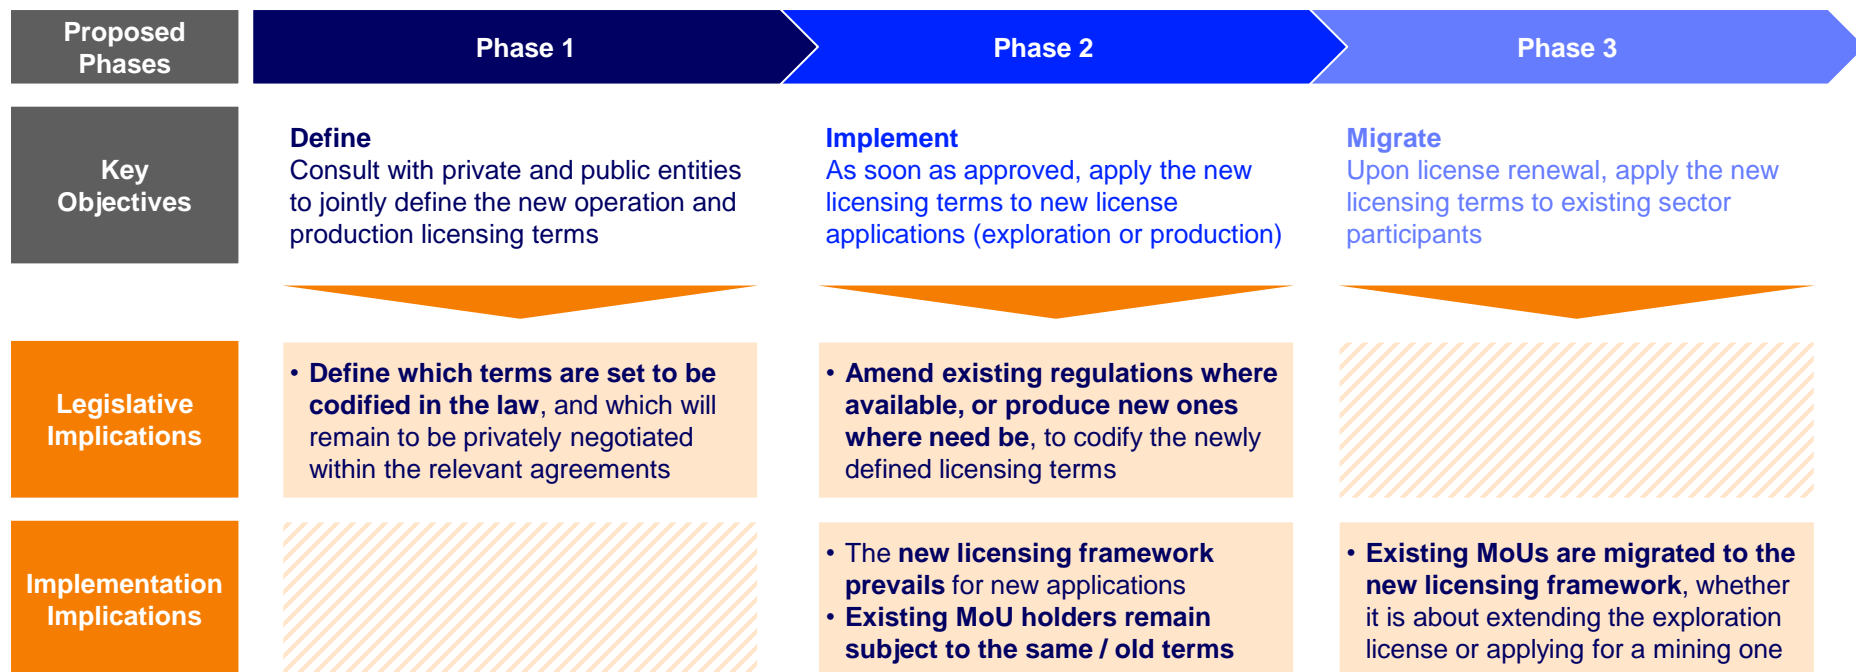 Proposed
Phases
Phase 1
Phase 2
Phase 3
Key
Objectives
Define
Consult with private and public entities
to jointly define the new operation and
production licensing terms
Implement
As soon as approved, apply the new
licensing terms to new license
applications (exploration or production)
Migrate
Upon license renewal, apply the new
licensing terms to existing sector
participants
Legislative
Implications
• Define which terms are set to be
codified in the law, and which will
remain to be privately negotiated
within the relevant agreements
• Amend existing regulations where
available, or produce new ones
where need be, to codify the newly
defined licensing terms
Implementation
Implications
• The new licensing framework
prevails for new applications
• Existing MoU holders remain
subject to the same / old terms
• Existing MoUs are migrated to the
new licensing framework, whether
it is about extending the exploration
license or applying for a mining one